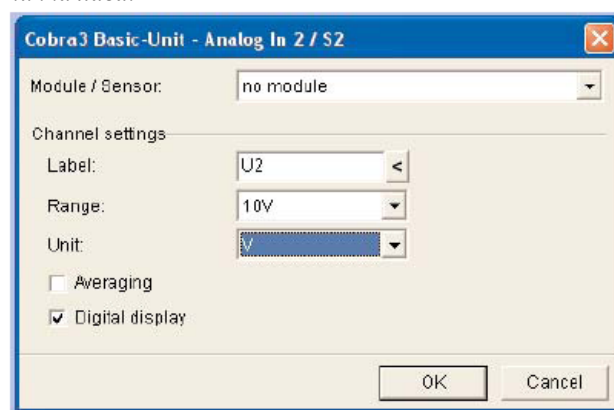 Cobra3 Basic-Unit - Analog In 2 / S2
Module / Sensor: no module
Channel settings
Label: U2 <
Range: 10V
Unit: V
Averaging
Digital display
OK Cancel